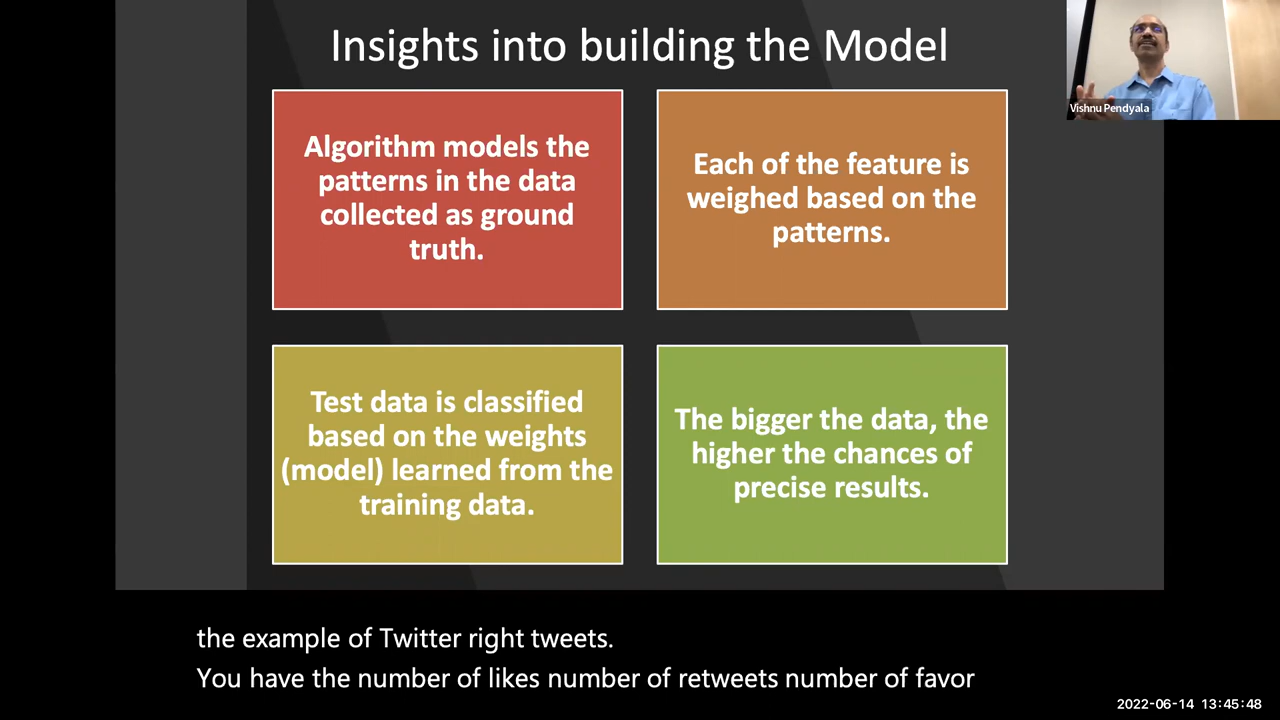 Insights into building the Model
Vishnu Pendyala
Algorithm models the
patterns in the data
collected as ground
truth.
Each of the feature is
weighed based on the
patterns.
Test data is classified
based on the weights
(model) learned from the
training data.
The bigger the data, the
higher the chances of
precise results.
the example of Twitter right tweets.
You have the number of likes number of retweets number of favor
2022-06-14 13:45:48